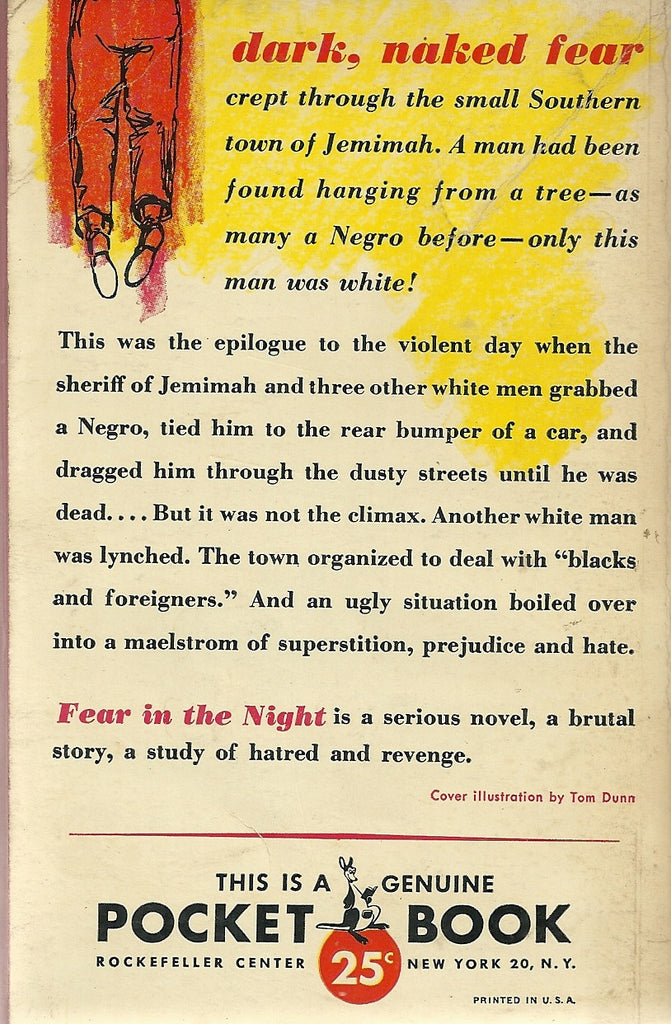 dark, naked fear
crept through the small Southern
town of Jemimah. A man had been
found hanging from a tree—as
many a Negro before—only this
man was white!
This was the epilogue to the violent day when the
sheriff of Jemimah and three other white men grabbed
a Negro, tied him to the rear bumper of a car, and
dragged him through the dusty streets until he was
dead.... But it was not the climax. Another white man
was lynched. The town organized to deal with “blacks
and foreigners.” And an ugly situation boiled over
into a maelstrom of superstition, prejudice and hate.
Fear in the Night is a serious novel, a brutal
story, a study of hatred and revenge.
Cover illustration by Tom Dunn
THIS IS A GENUINE
POCKET BOOK
ROCKEFELLER CENTER 25c NEW YORK 20, N. Y.
PRINTED IN U. S. A.